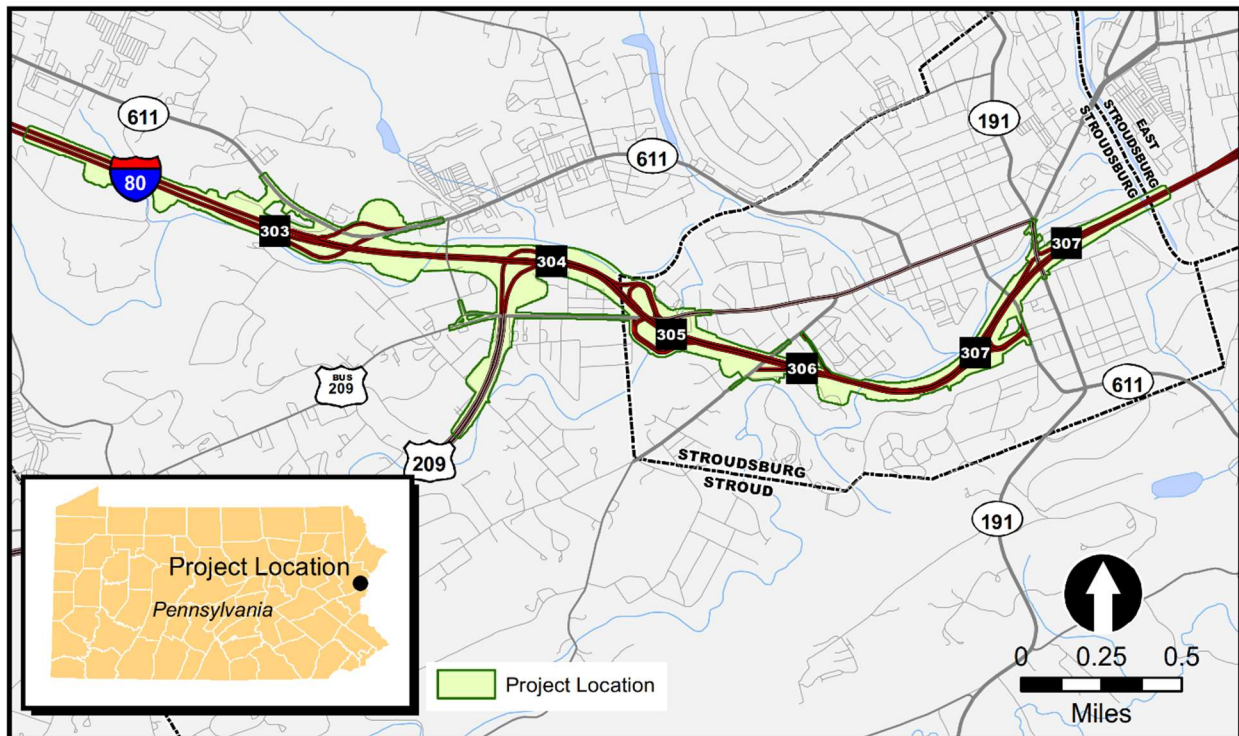 611
80
303
611
191
EAST
STROUDSBURG
STROUDSBURG
307
304
305
306
307
BUS
209
209
611
STROUDSBURG
STROUD
191
Project Location
Pennsylvania
Project Location
0 0.25 0.5
Miles